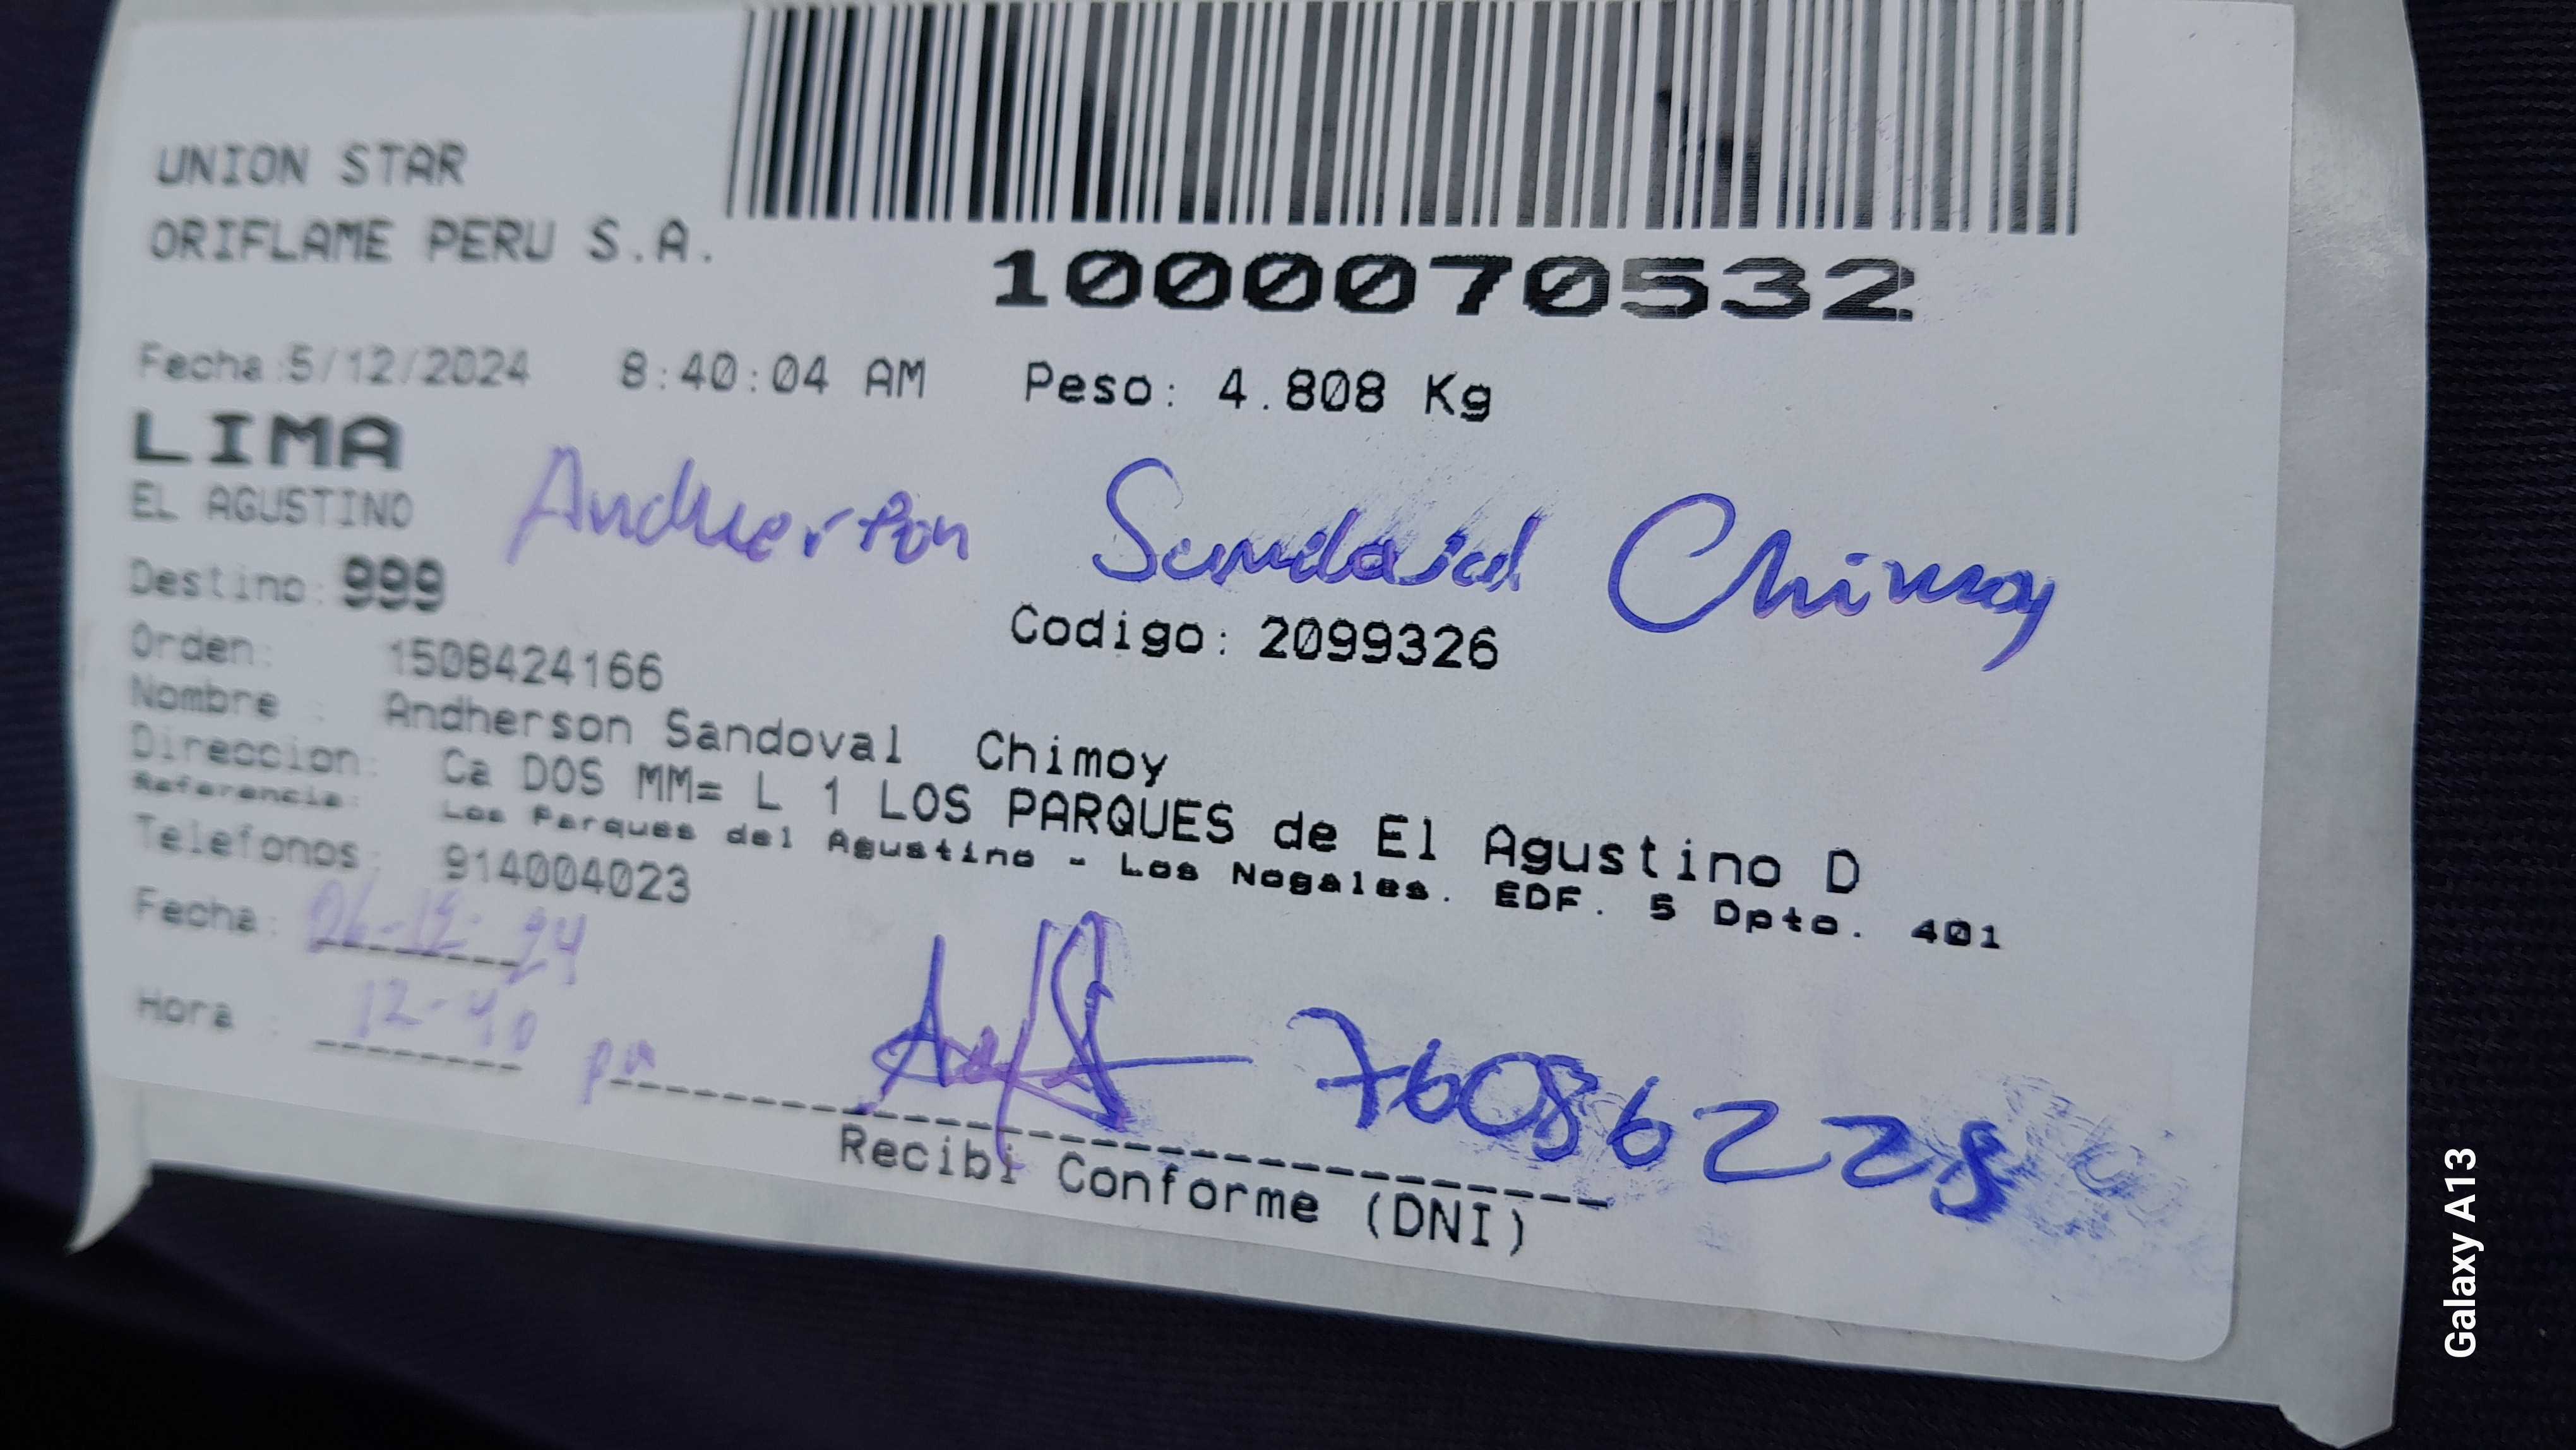 UNION STAR
ORIFLAME PERU S.A.
1000070532
Fecha:5/12/2024 8:40:04 AM Peso: 4.808 Kg
LIMA
EL AGUSTINO
Andherson Sandoval Chimoy
Destino: 999
Codigo: 2099326
Orden: 1508424166
Nombre : Andherson Sandoval Chimoy
Direccion: Ca DOS MM= L 1 LOS PARQUES de El Agustino D
Referencia: Los Parques del Agustino - Los Nogales. EDF. 5 Dpto. 401
Telefonos: 914004023
Fecha: 06-12-24
Hora : 12-40 pm
76086228
Recibi Conforme (DNI)
Galaxy A13